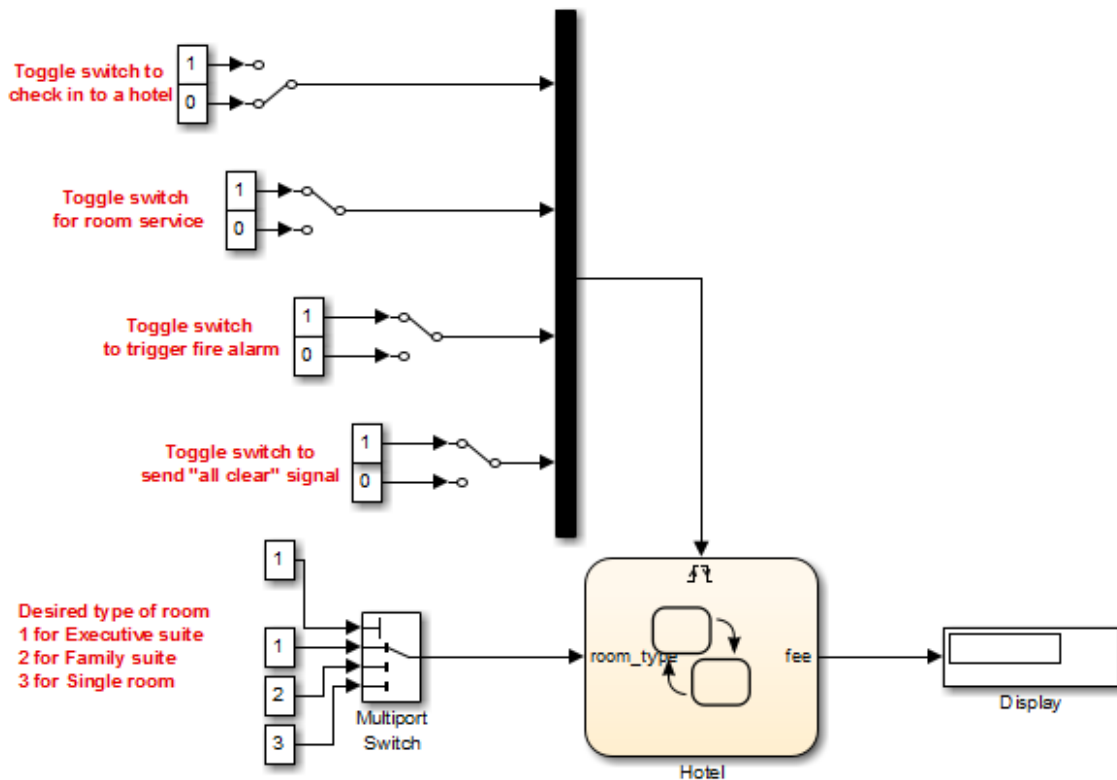 Toggle switch to
check in to a hotel
1
0
Toggle switch
for room service
1
0
Toggle switch
to trigger fire alarm
1
0
Toggle switch to
send "all clear" signal
1
0
Desired type of room
1 for Executive suite
2 for Family suite
3 for Single room
1
1
2
3
Multiport
Switch
room_type
fee
Hotel
Display